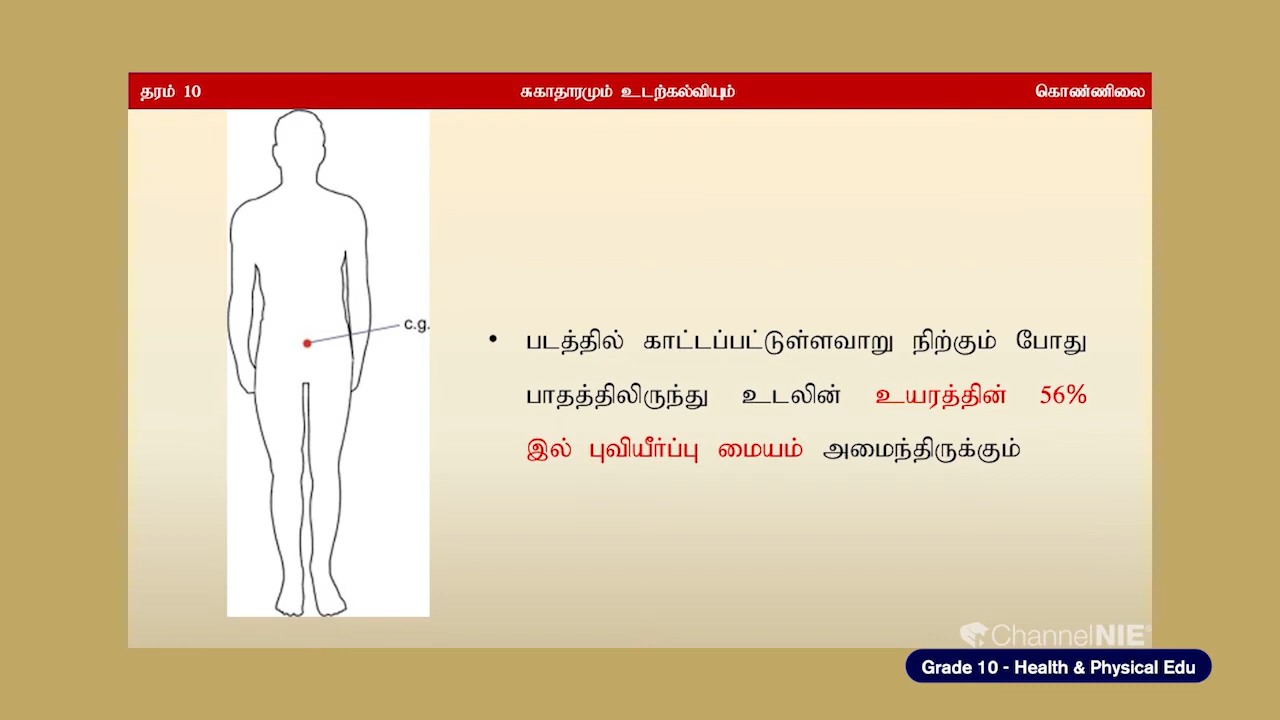 தரம் 10 சுகாதாரமும் உடற்கல்வியும் கொண்ணிலை
c.g.
• படத்தில் காட்டப்பட்டுள்ளவாறு நிற்கும் போது
பாதத்திலிருந்து உடலின் உயரத்தின் 56%
இல் புவியீர்ப்பு மையம் அமைந்திருக்கும்
ChannelNIE
Grade 10 - Health & Physical Edu